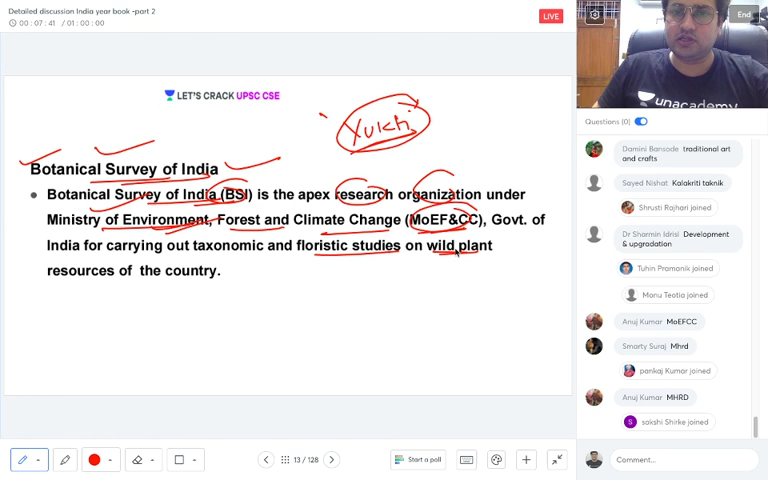 Detailed discussion India year book -part 2
00 : 07 : 41 / 01 : 00 : 00
LIVE
End
unacademy
LET'S CRACK UPSC CSE
Yukti
Botanical Survey of India
• Botanical Survey of India (BSI) is the apex research organization under
Ministry of Environment, Forest and Climate Change (MoEF&CC), Govt. of
India for carrying out taxonomic and floristic studies on wild plant
resources of the country.
Questions (0)
Damini Bansode traditional art
and crafts
Sayed Nishat Kalakriti taknik
Shrusti Rajhari joined
Dr Sharmin Idrisi Development
& upgradation
Tuhin Pramanik joined
Monu Teotia joined
Anuj Kumar MoEFCC
Smarty Suraj Mhrd
pankaj Kumar joined
Anuj Kumar MHRD
S sakshi Shirke joined
13 / 128
Start a poll
Comment...